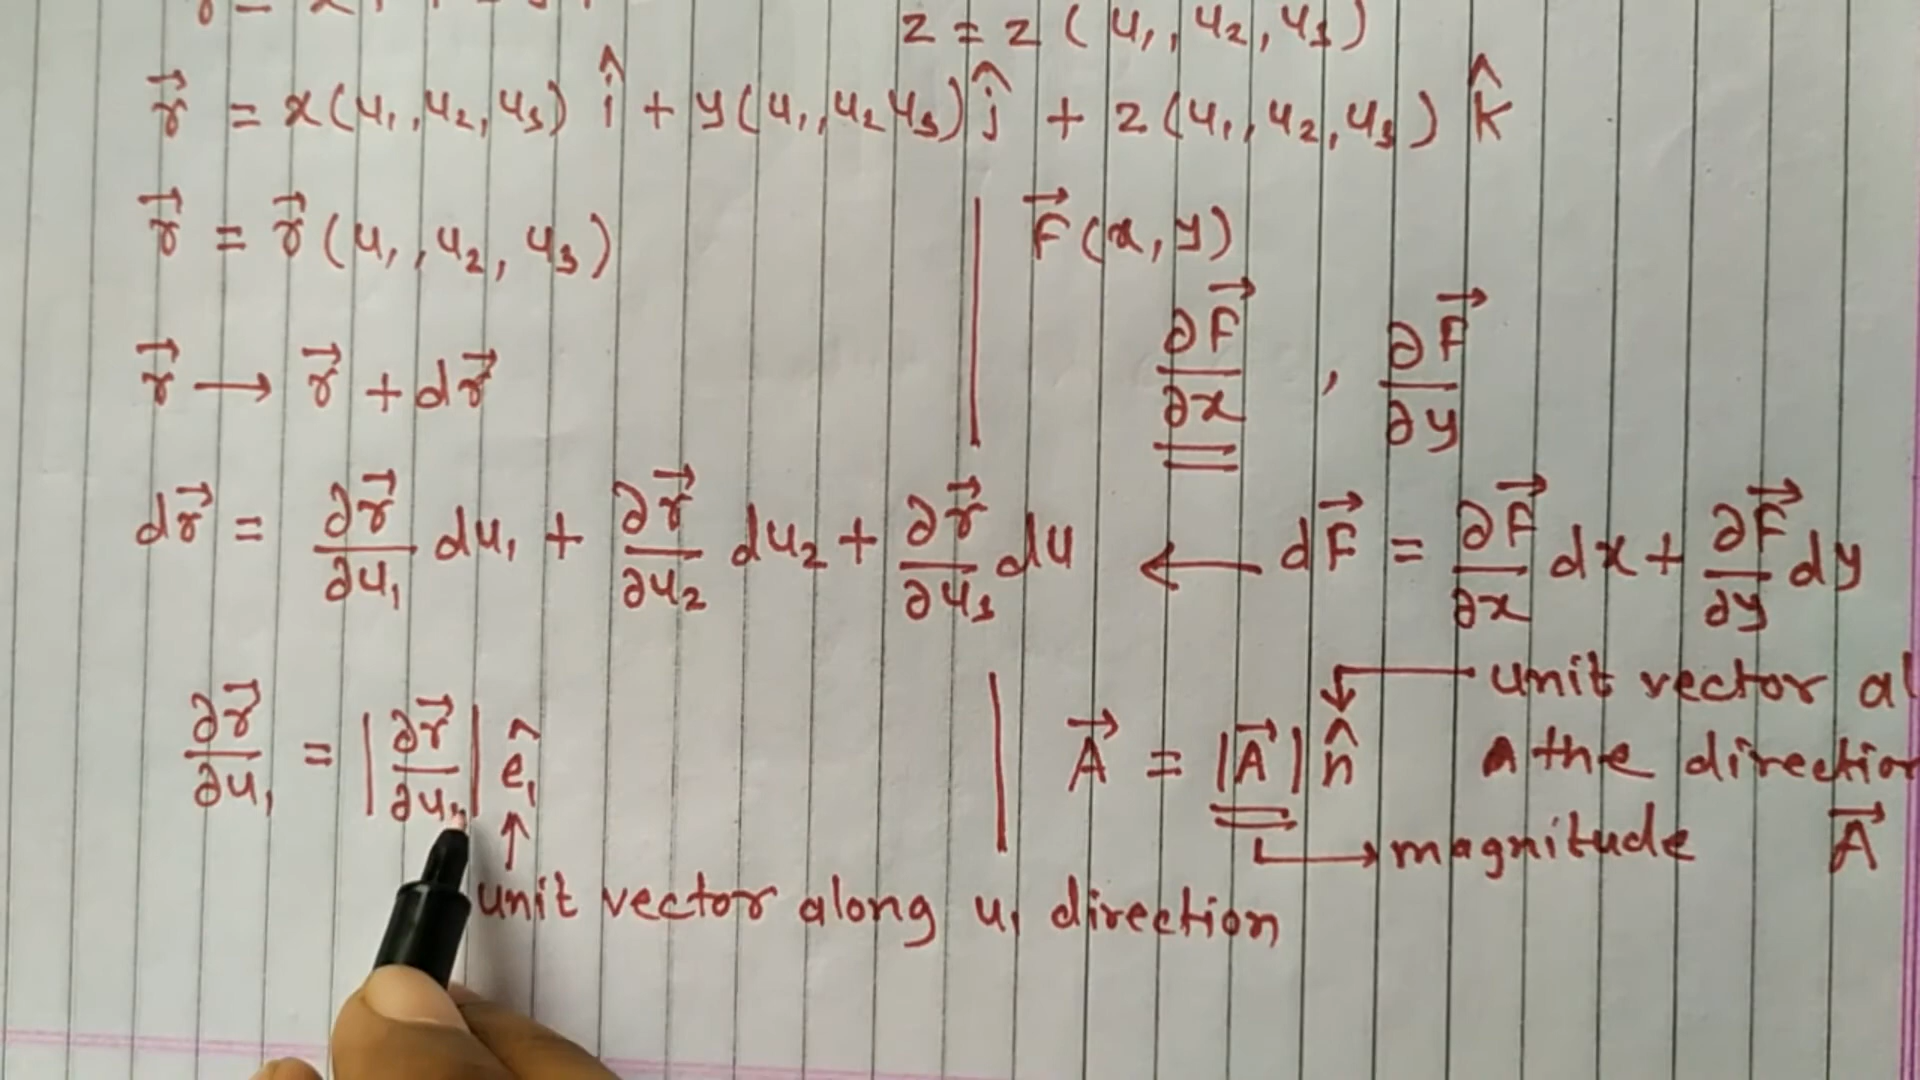 z = z (u₁, u₂, u₃)
r⃗ = x(u₁, u₂, u₃) î + y(u₁, u₂ u₃) ĵ + z(u₁, u₂, u₃) k̂
r⃗ = r⃗ (u₁, u₂, u₃)
F⃗ (x, y)
r⃗ ⟶ r⃗ + dr⃗
∂F⃗/∂x , ∂F⃗/∂y
dr⃗ = ∂r⃗/∂u₁ du₁ + ∂r⃗/∂u₂ du₂ + ∂r⃗/∂u₃ du ⟵ dF⃗ = ∂F⃗/∂x dx + ∂F⃗/∂y dy
∂r⃗/∂u₁ = |∂r⃗/∂u₁| ê₁
↑
unit vector along u₁ direction
A⃗ = |A⃗| n̂
unit vector al
the direction
A⃗
magnitude